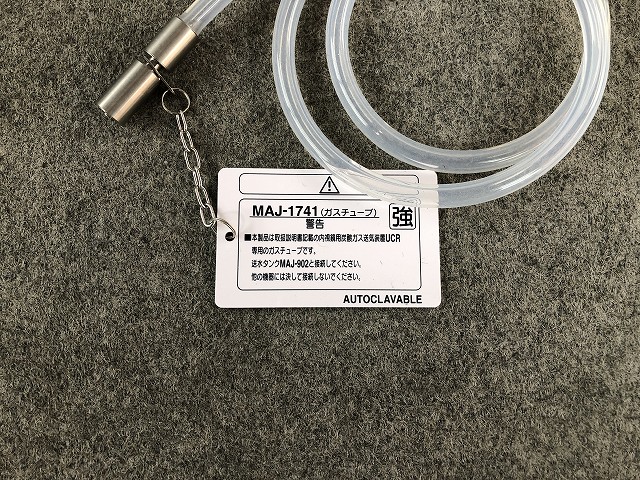 MAJ-1741 (ガスチューブ)
強
警告
■本製品は取扱説明書記載の内視鏡用炭酸ガス送気装置UCR
専用のガスチューブです。
送水タンクMAJ-902と接続してください。
他の機器には決して接続しないでください。
AUTOCLAVABLE